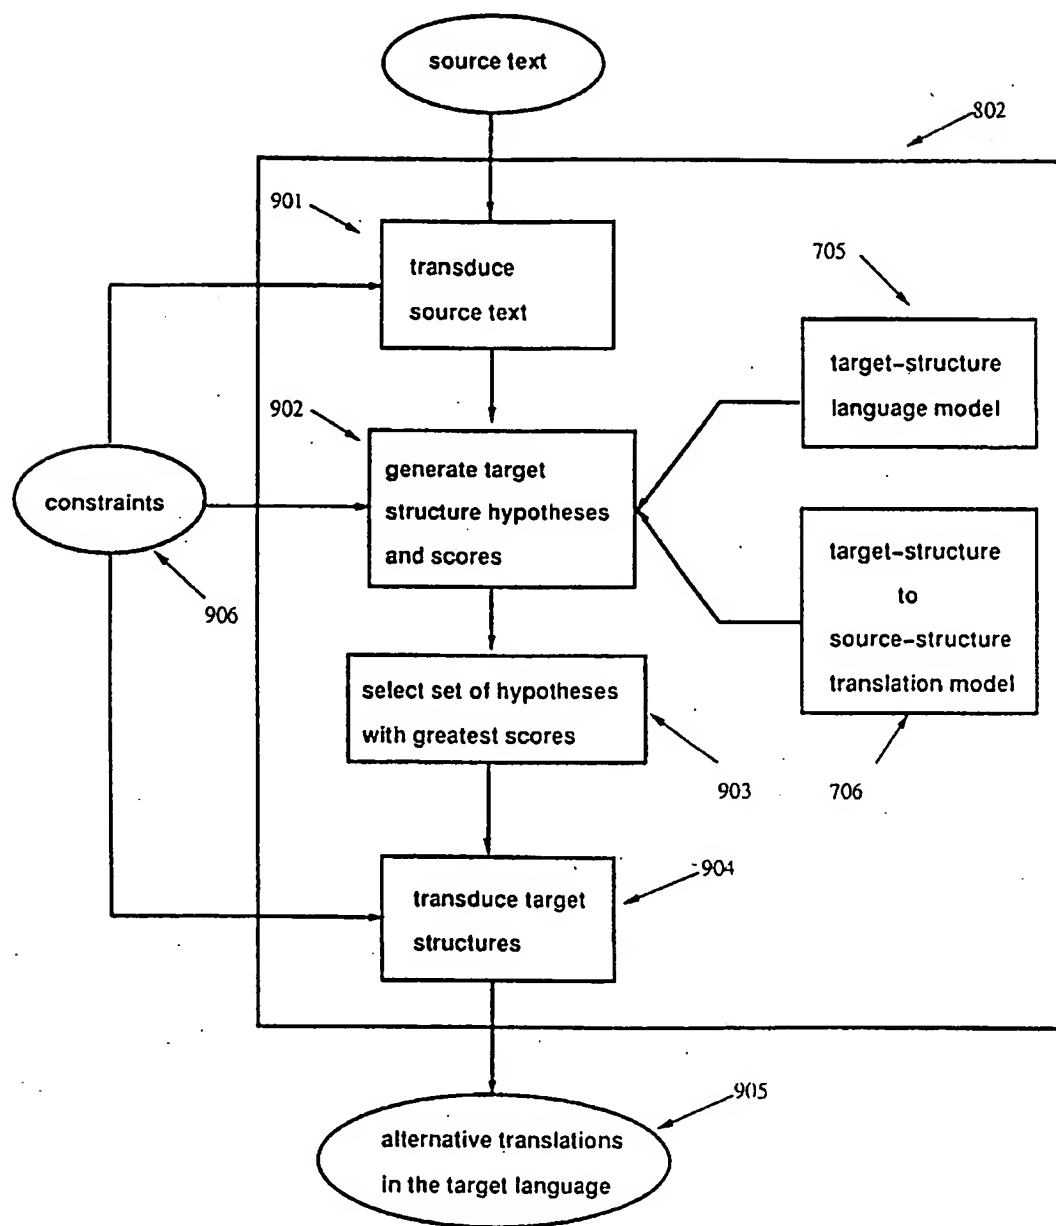 source text
802
901
transduce
source text
705
target-structure
language model
902
generate target
structure hypotheses
and scores
constraints
906
target-structure
to
source-structure
translation model
706
select set of hypotheses
with greatest scores
903
904
transduce target
structures
905
alternative translations
in the target language